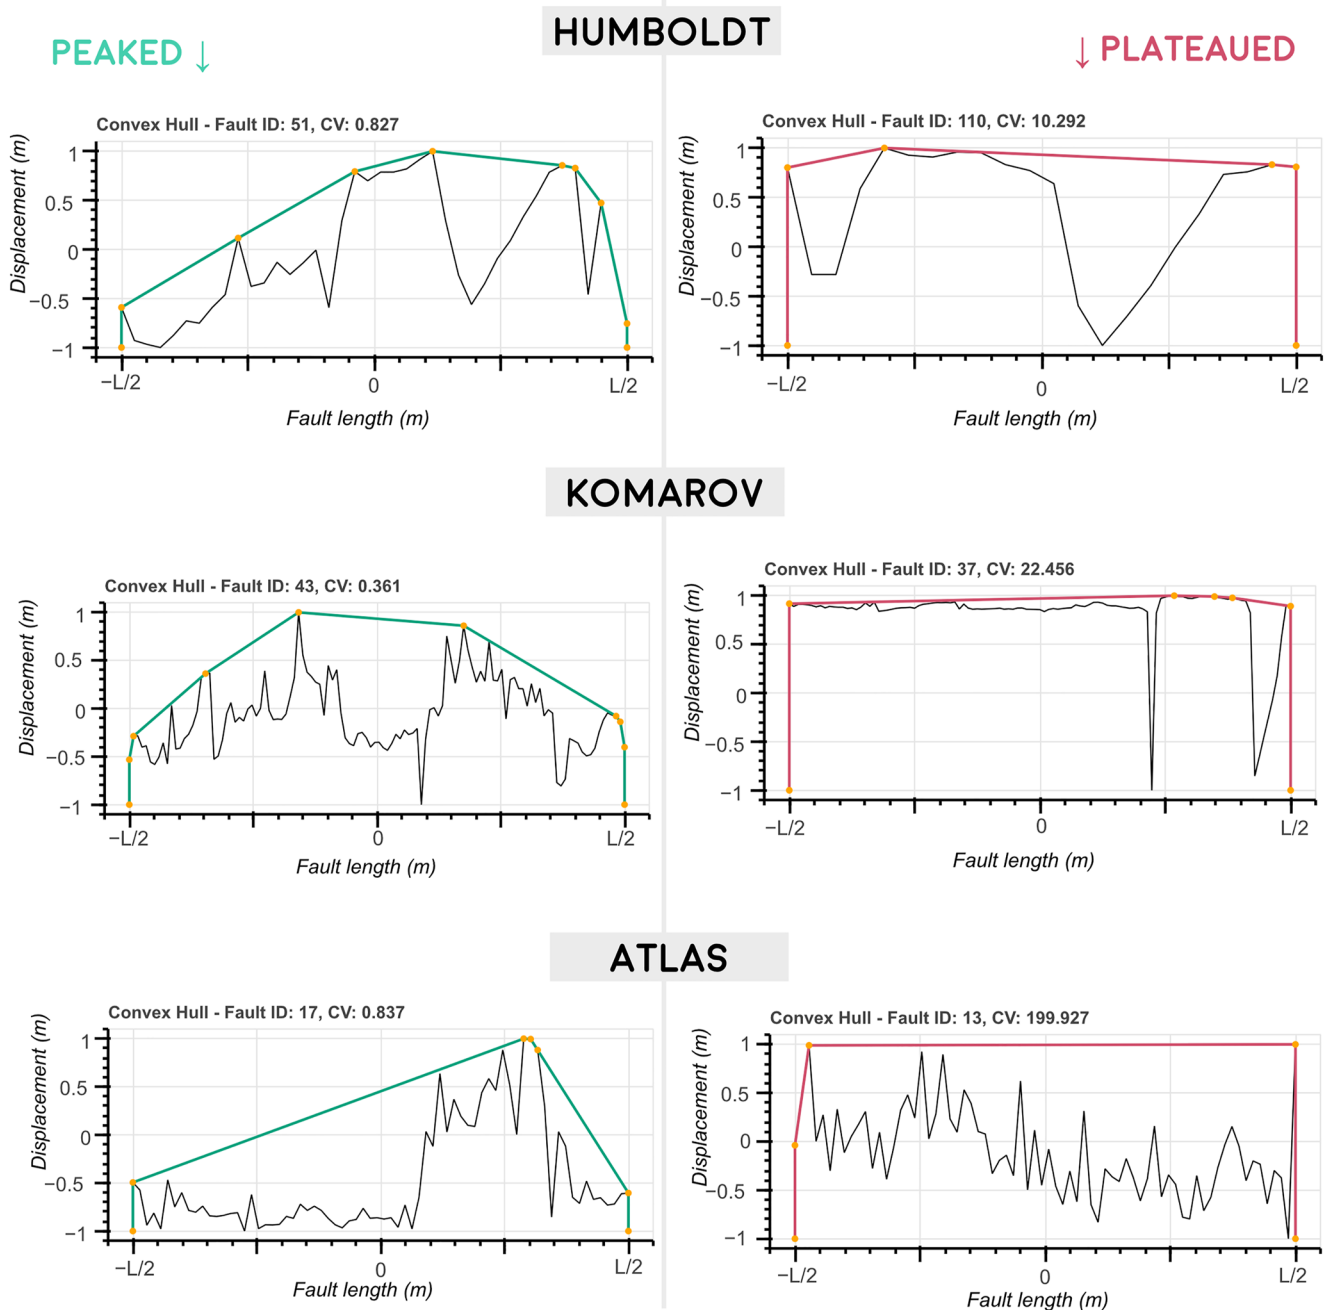 HUMBOLDT
PEAKED ↓
↓ PLATEAUED
Convex Hull - Fault ID: 51, CV: 0.827
Displacement (m)
1
0.5
0
−0.5
−1
−L/2
0
L/2
Fault length (m)
Convex Hull - Fault ID: 110, CV: 10.292
Displacement (m)
1
0.5
0
−0.5
−1
−L/2
0
L/2
Fault length (m)
KOMAROV
Convex Hull - Fault ID: 43, CV: 0.361
Displacement (m)
1
0.5
0
−0.5
−1
−L/2
0
L/2
Fault length (m)
Convex Hull - Fault ID: 37, CV: 22.456
Displacement (m)
1
0.5
0
−0.5
−1
−L/2
0
L/2
Fault length (m)
ATLAS
Convex Hull - Fault ID: 17, CV: 0.837
Displacement (m)
1
0.5
0
−0.5
−1
−L/2
0
L/2
Fault length (m)
Convex Hull - Fault ID: 13, CV: 199.927
Displacement (m)
1
0.5
0
−0.5
−1
−L/2
0
L/2
Fault length (m)